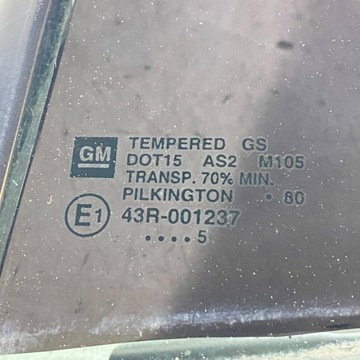 GM TEMPERED GS
DOT15 AS2 M105
TRANSP. 70% MIN.
PILKINGTON • 80
E1 43R-001237
•••• 5